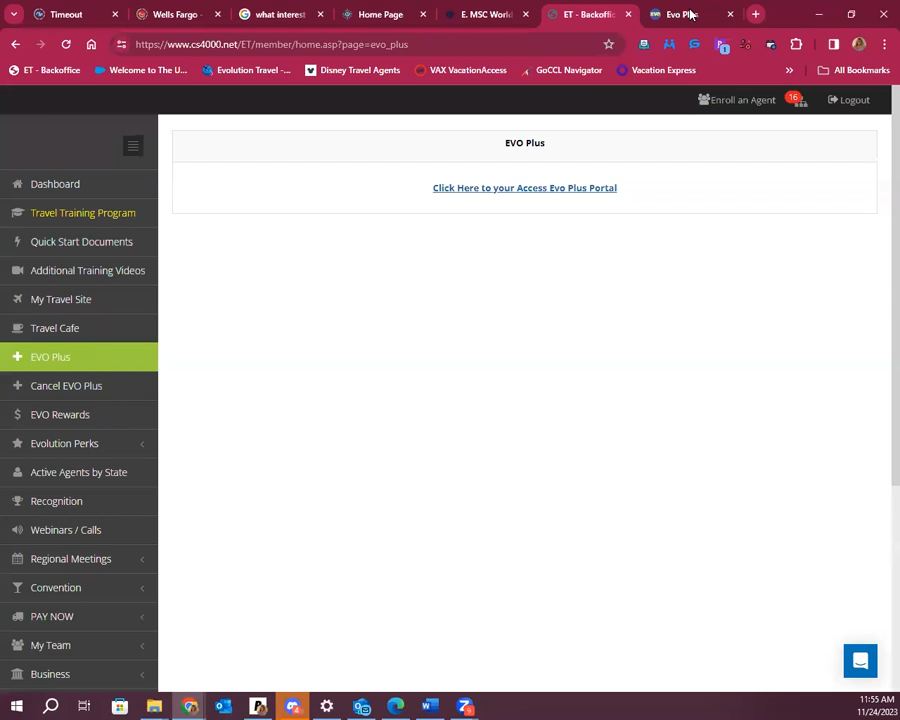 Timeout
Wells Fargo -
what interest
Home Page
E. MSC World
ET - Backoffic
Evo Plus
https://www.cs4000.net/ET/member/home.asp?page=evo_plus
ET - Backoffice
Welcome to The U...
Evolution Travel -...
Disney Travel Agents
VAX VacationAccess
GoCCL Navigator
Vacation Express
All Bookmarks
Enroll an Agent
16
Logout
EVO Plus
Click Here to your Access Evo Plus Portal
Dashboard
Travel Training Program
Quick Start Documents
Additional Training Videos
My Travel Site
Travel Cafe
EVO Plus
Cancel EVO Plus
EVO Rewards
Evolution Perks
Active Agents by State
Recognition
Webinars / Calls
Regional Meetings
Convention
PAY NOW
My Team
Business
11:55 AM
11/24/2023